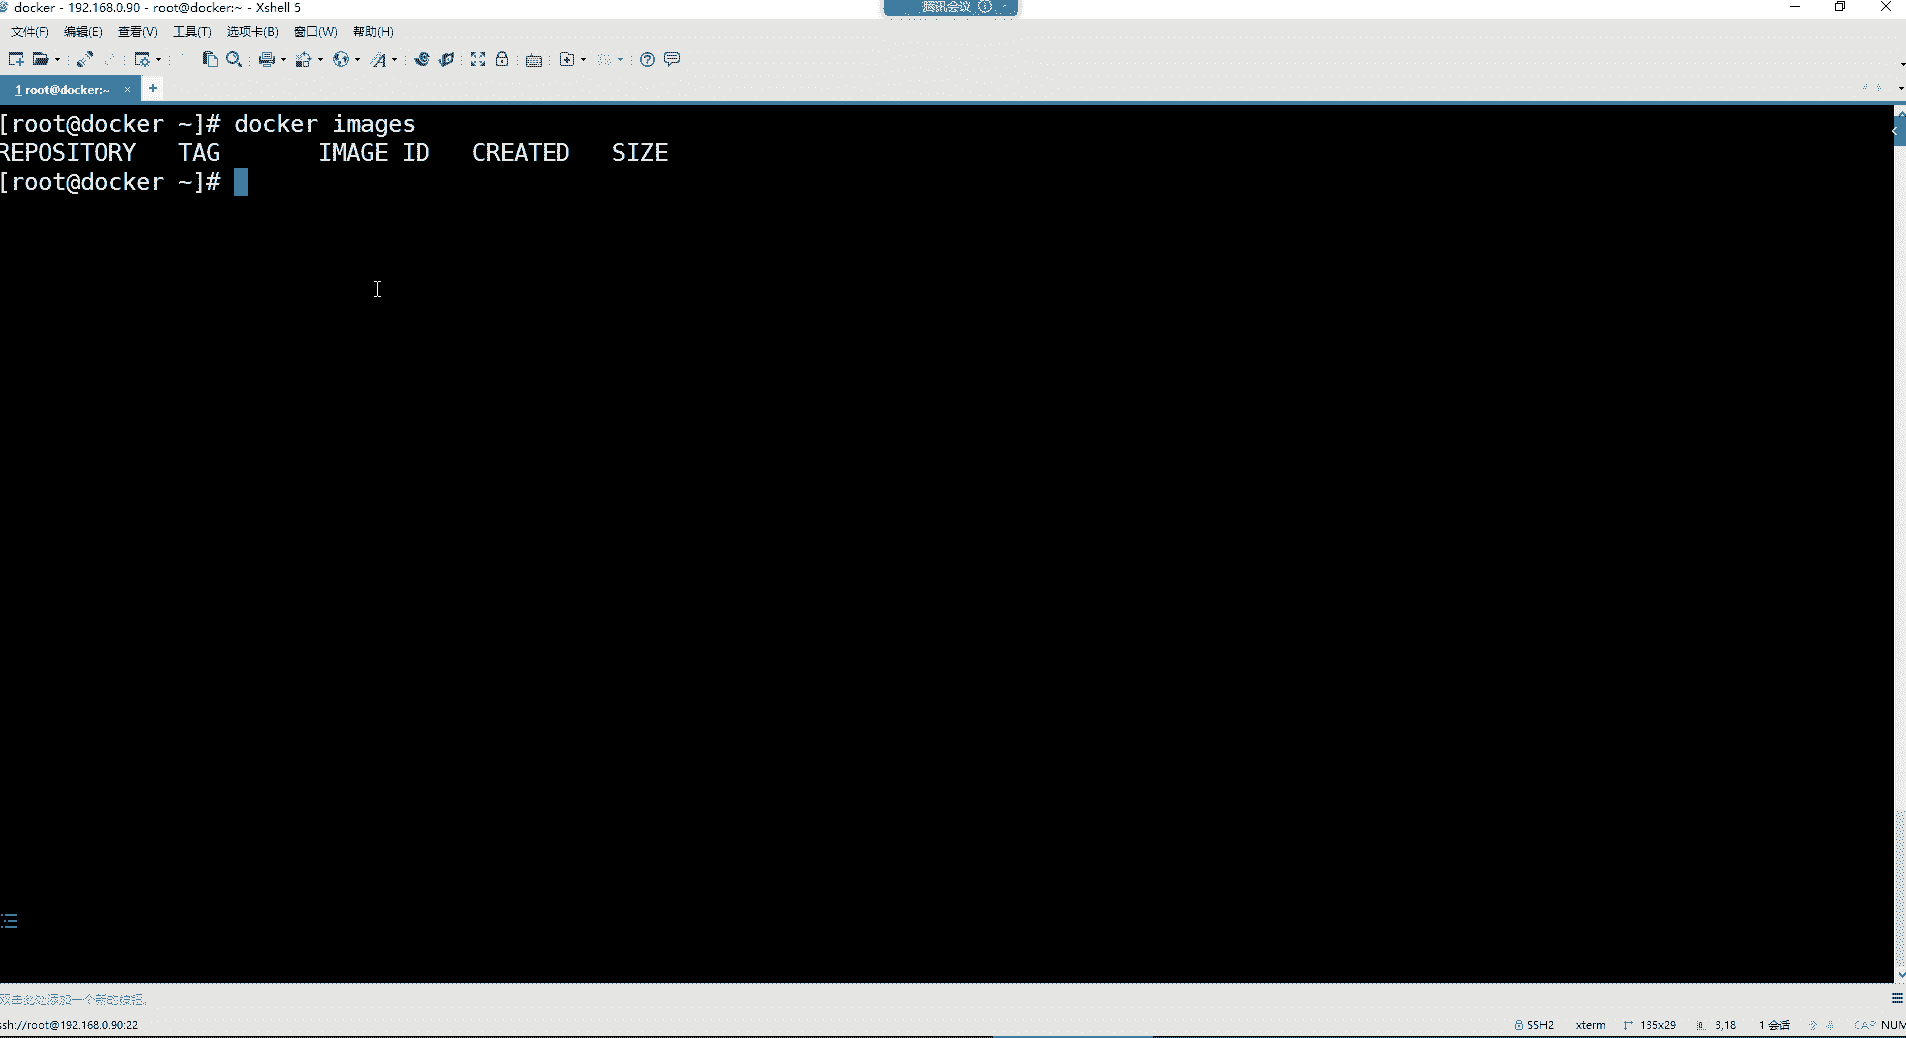 docker - 192.168.0.90 - root@docker:~ - Xshell 5
腾讯会议
文件(F) 编辑(E) 查看(V) 工具(T) 选项卡(B) 窗口(W) 帮助(H)
1 root@docker:~ × +
[root@docker ~]# docker images
REPOSITORY TAG IMAGE ID CREATED SIZE
[root@docker ~]#
双击此处添加一个新的按钮。
ssh://root@192.168.0.90:22
SSH2 xterm 135x29 3,18 1 会话 CAP NUM